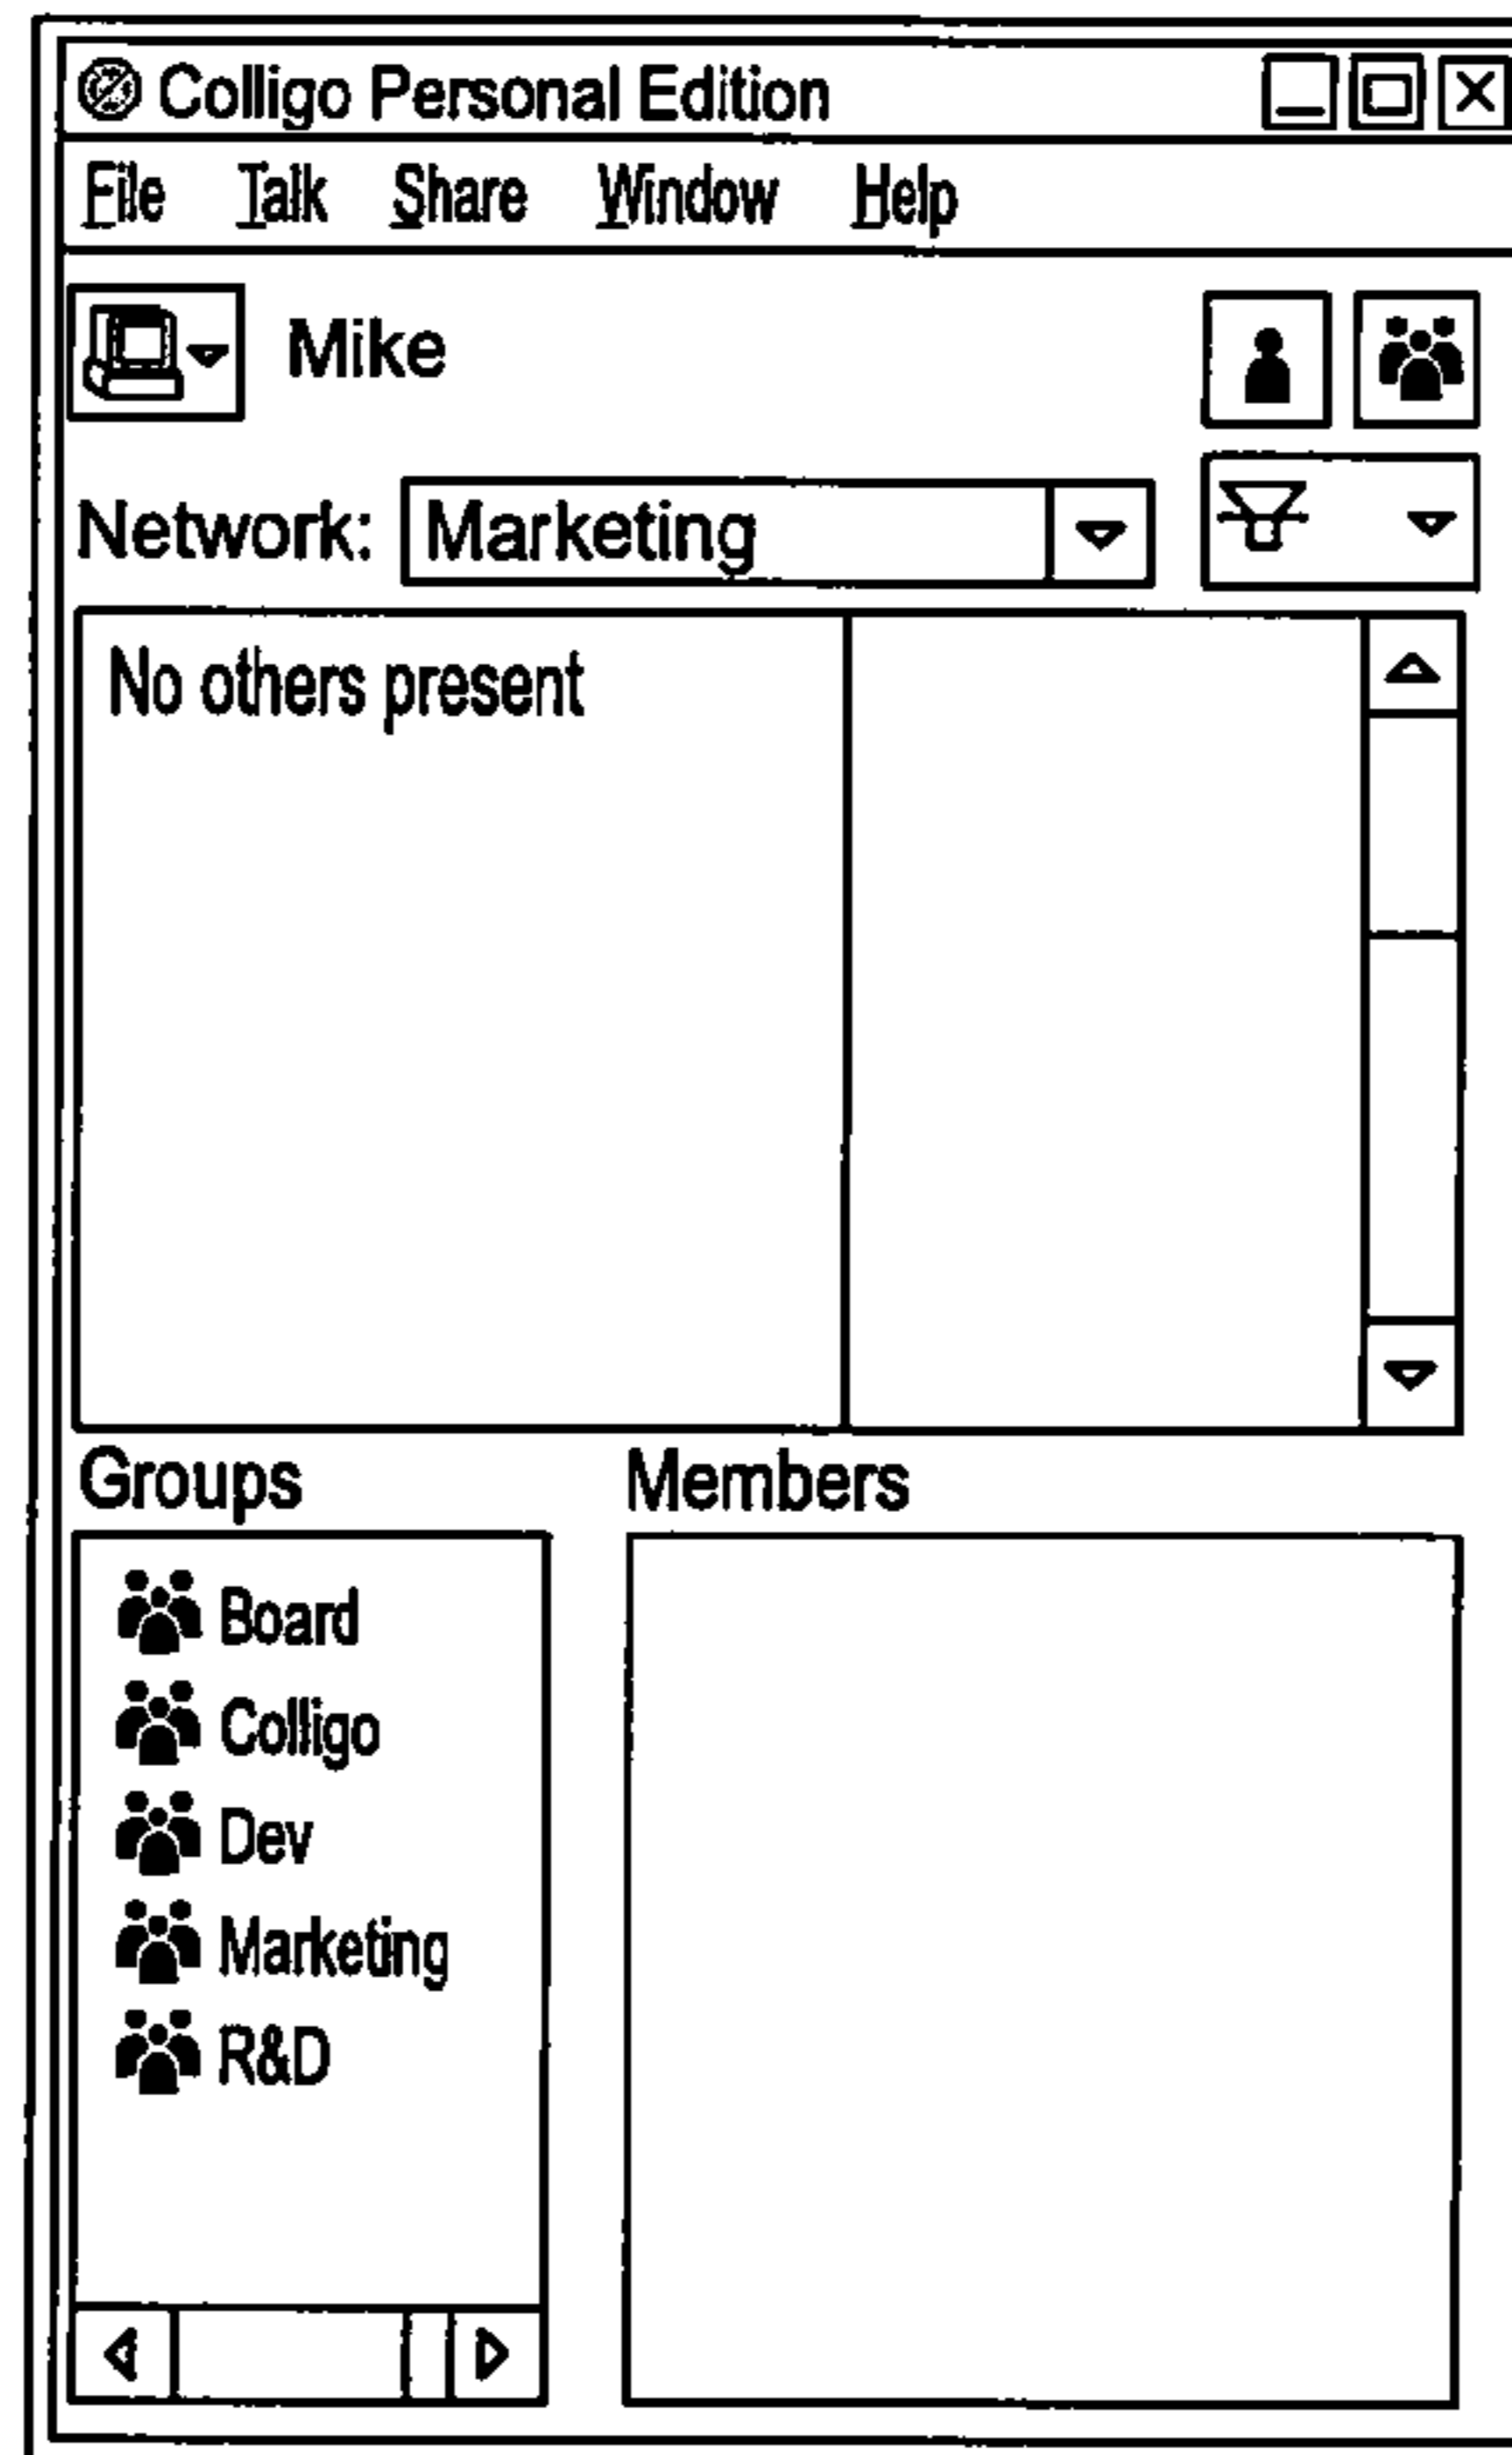 Colligo Personal Edition
File Talk Share Window Help
Mike
Network: Marketing
No others present
Groups Members
Board
Colligo
Dev
Marketing
R&D